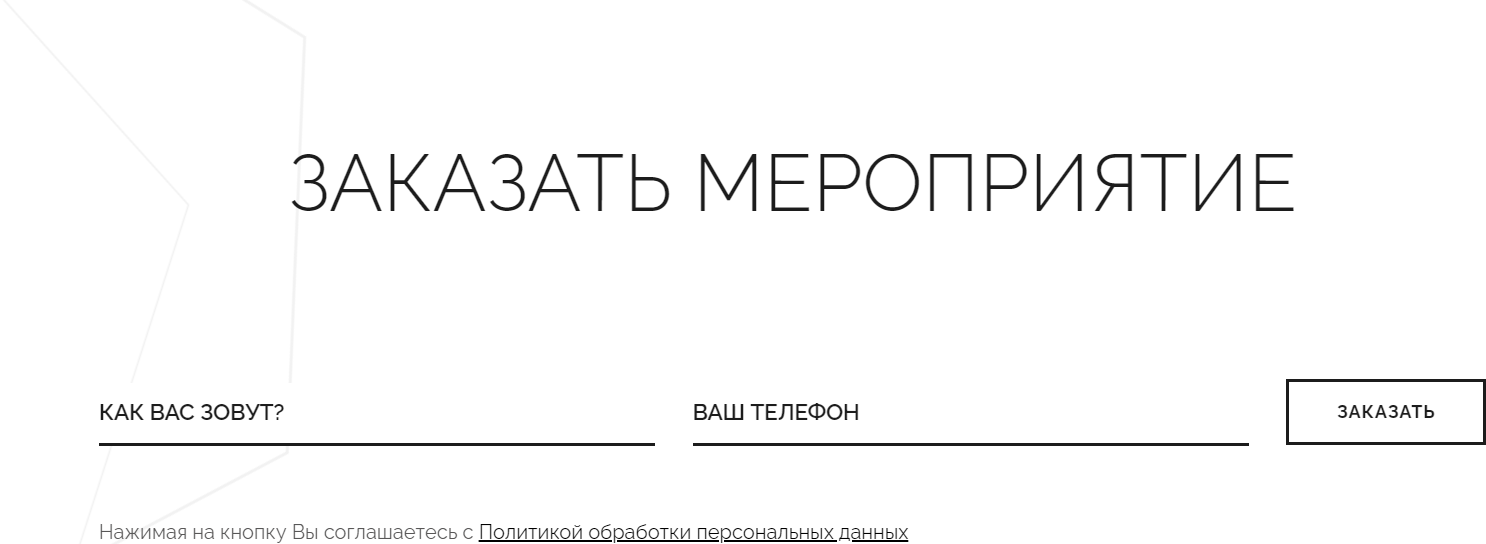 ЗАКАЗАТЬ МЕРОПРИЯТИЕ
КАК ВАС ЗОВУТ?
ВАШ ТЕЛЕФОН
ЗАКАЗАТЬ
Нажимая на кнопку Вы соглашаетесь с Политикой обработки персональных данных